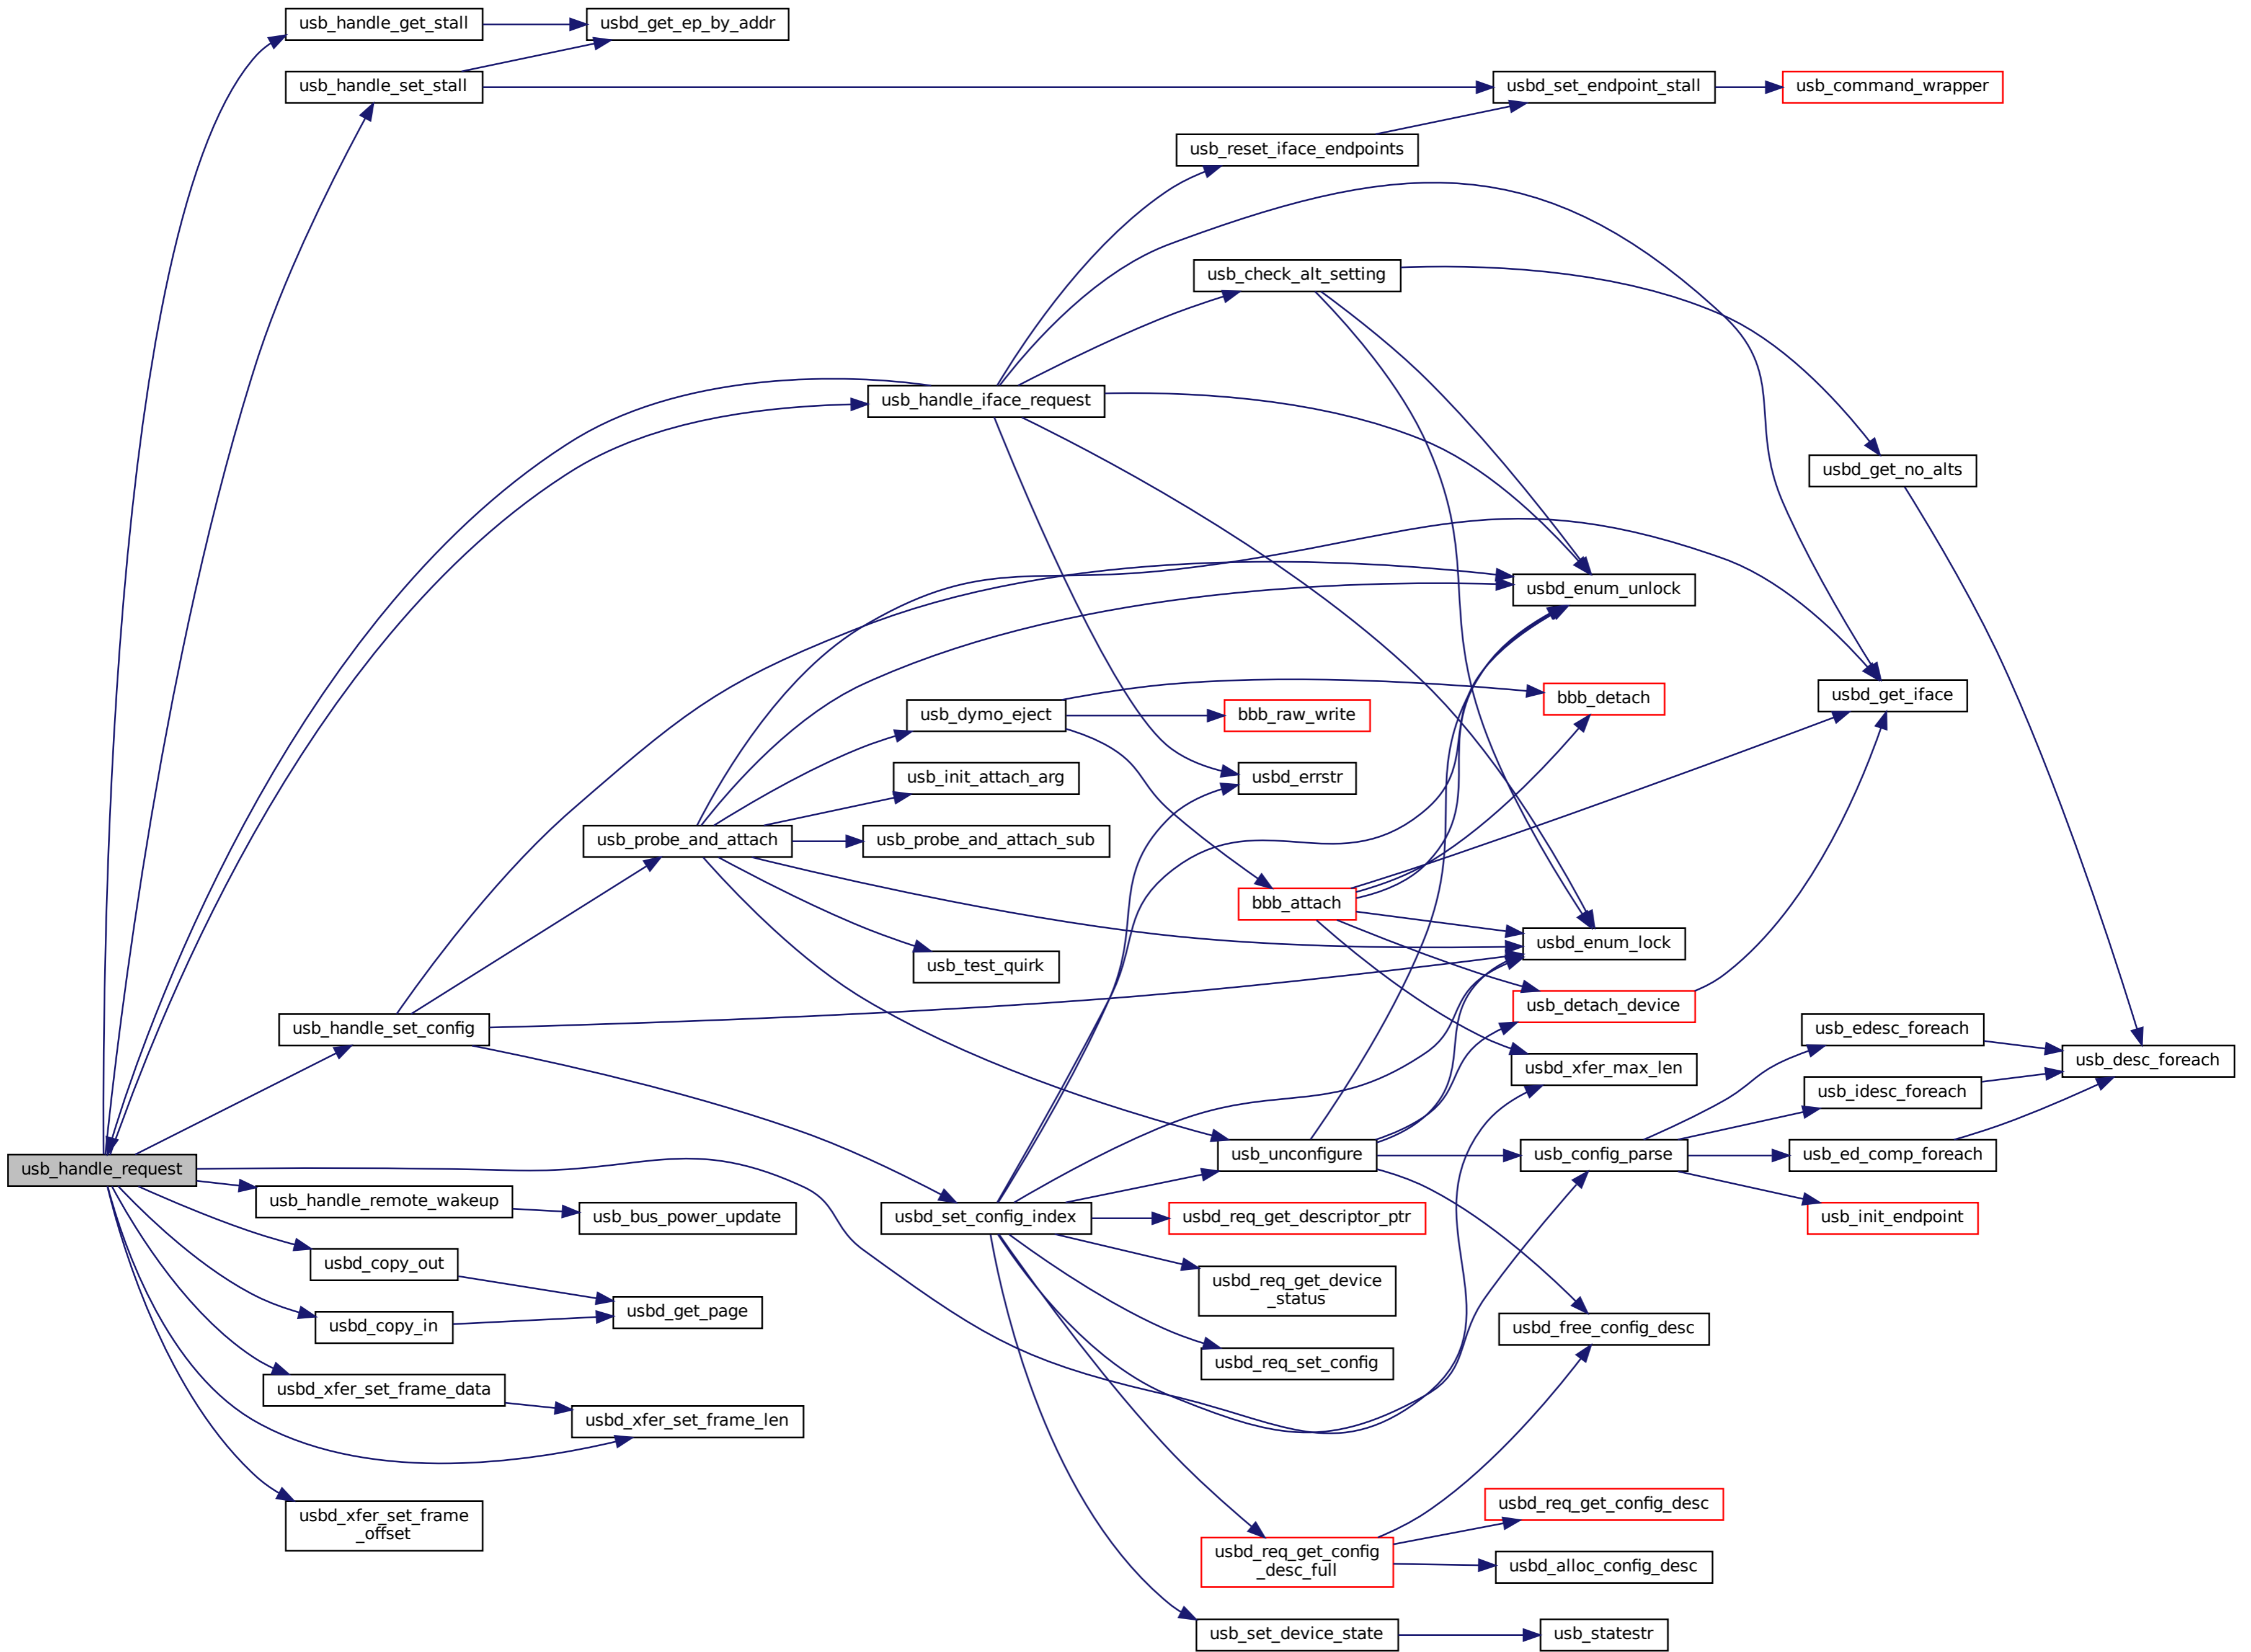 usb_handle_get_stall
usbd_get_ep_by_addr
usb_handle_set_stall
usbd_set_endpoint_stall
usb_command_wrapper
usb_reset_iface_endpoints
usb_check_alt_setting
usb_handle_iface_request
usbd_get_no_alts
usbd_enum_unlock
usbd_get_iface
bbb_detach
usb_dymo_eject
bbb_raw_write
usb_init_attach_arg
usbd_errstr
usb_probe_and_attach
usb_probe_and_attach_sub
bbb_attach
usbd_enum_lock
usb_test_quirk
usb_detach_device
usb_handle_set_config
usb_edesc_foreach
usb_desc_foreach
usbd_xfer_max_len
usb_idesc_foreach
usb_unconfigure
usb_config_parse
usb_ed_comp_foreach
usb_handle_request
usb_handle_remote_wakeup
usb_bus_power_update
usbd_set_config_index
usbd_req_get_descriptor_ptr
usb_init_endpoint
usbd_copy_out
usbd_req_get_device
_status
usbd_get_page
usbd_copy_in
usbd_free_config_desc
usbd_req_set_config
usbd_xfer_set_frame_data
usbd_xfer_set_frame_len
usbd_xfer_set_frame
_offset
usbd_req_get_config_desc
usbd_req_get_config
_desc_full
usbd_alloc_config_desc
usb_set_device_state
usb_statestr